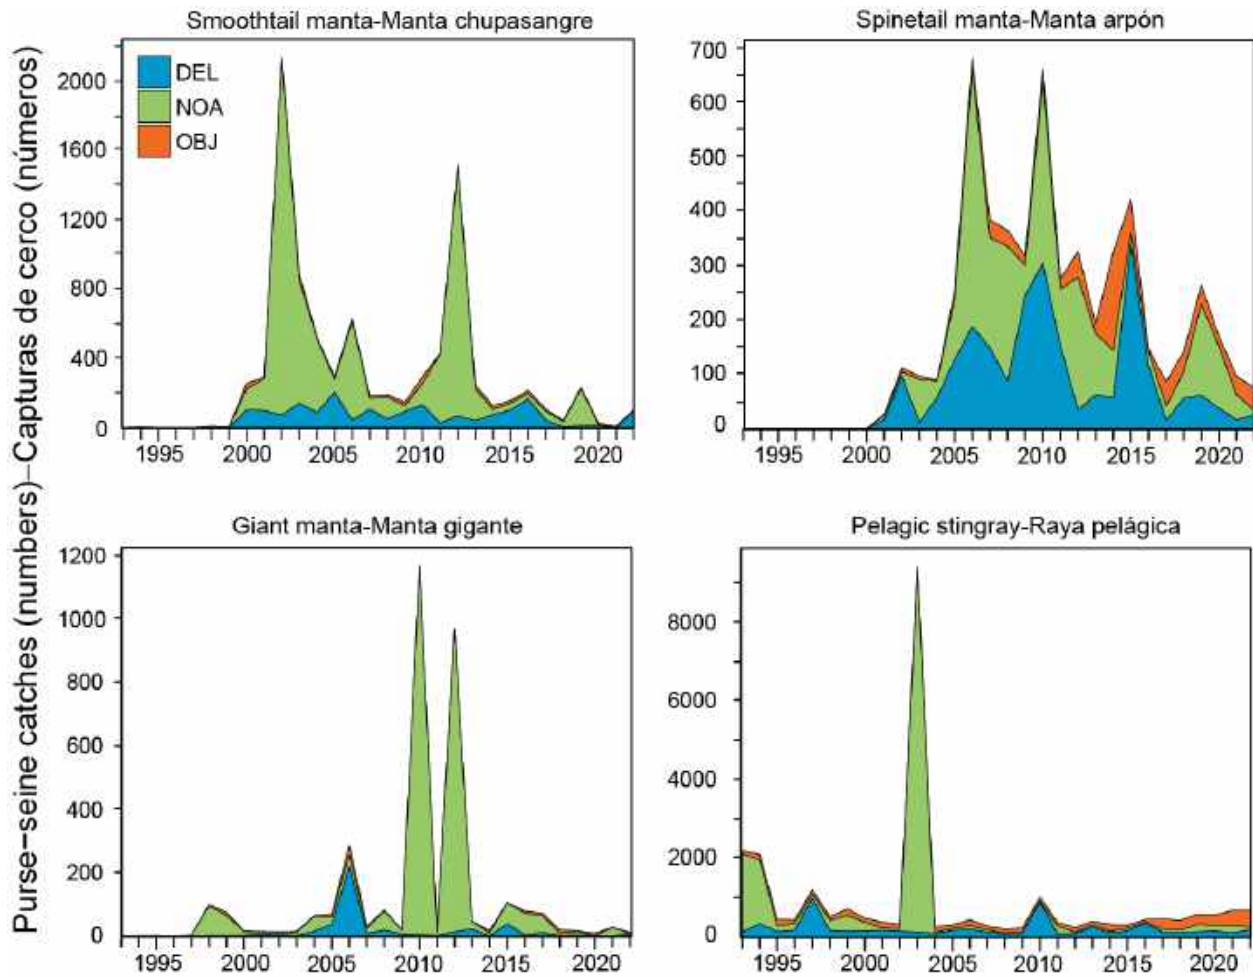 Purse-seine catches (numbers)–Capturas de cerco (números)
Smoothtail manta-Manta chupasangre
2000
1600
1200
800
400
0
DEL
NOA
OBJ
1995 2000 2005 2010 2015 2020
Spinetail manta-Manta arpón
700
600
500
400
300
200
100
0
1995 2000 2005 2010 2015 2020
Giant manta-Manta gigante
1200
1000
800
600
400
200
0
1995 2000 2005 2010 2015 2020
Pelagic stingray-Raya pelágica
8000
6000
4000
2000
0
1995 2000 2005 2010 2015 2020